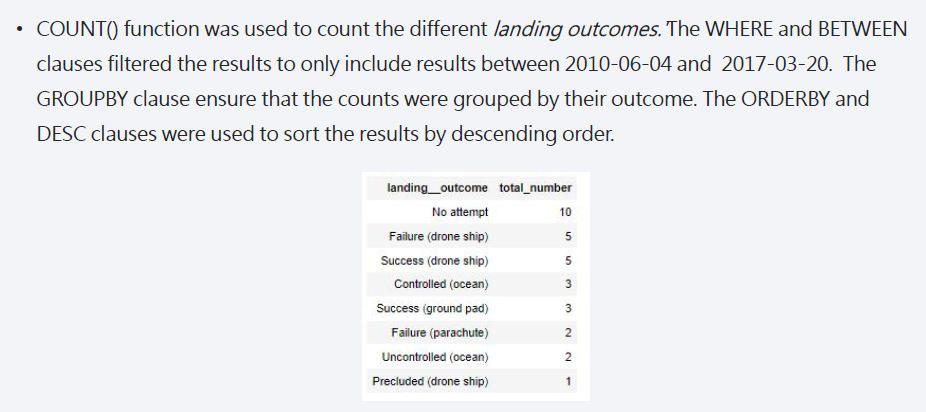 • COUNT() function was used to count the different landing outcomes. The WHERE and BETWEEN
clauses filtered the results to only include results between 2010-06-04 and 2017-03-20. The
GROUPBY clause ensure that the counts were grouped by their outcome. The ORDERBY and
DESC clauses were used to sort the results by descending order.
landing__outcome total_number
No attempt 10
Failure (drone ship) 5
Success (drone ship) 5
Controlled (ocean) 3
Success (ground pad) 3
Failure (parachute) 2
Uncontrolled (ocean) 2
Precluded (drone ship) 1